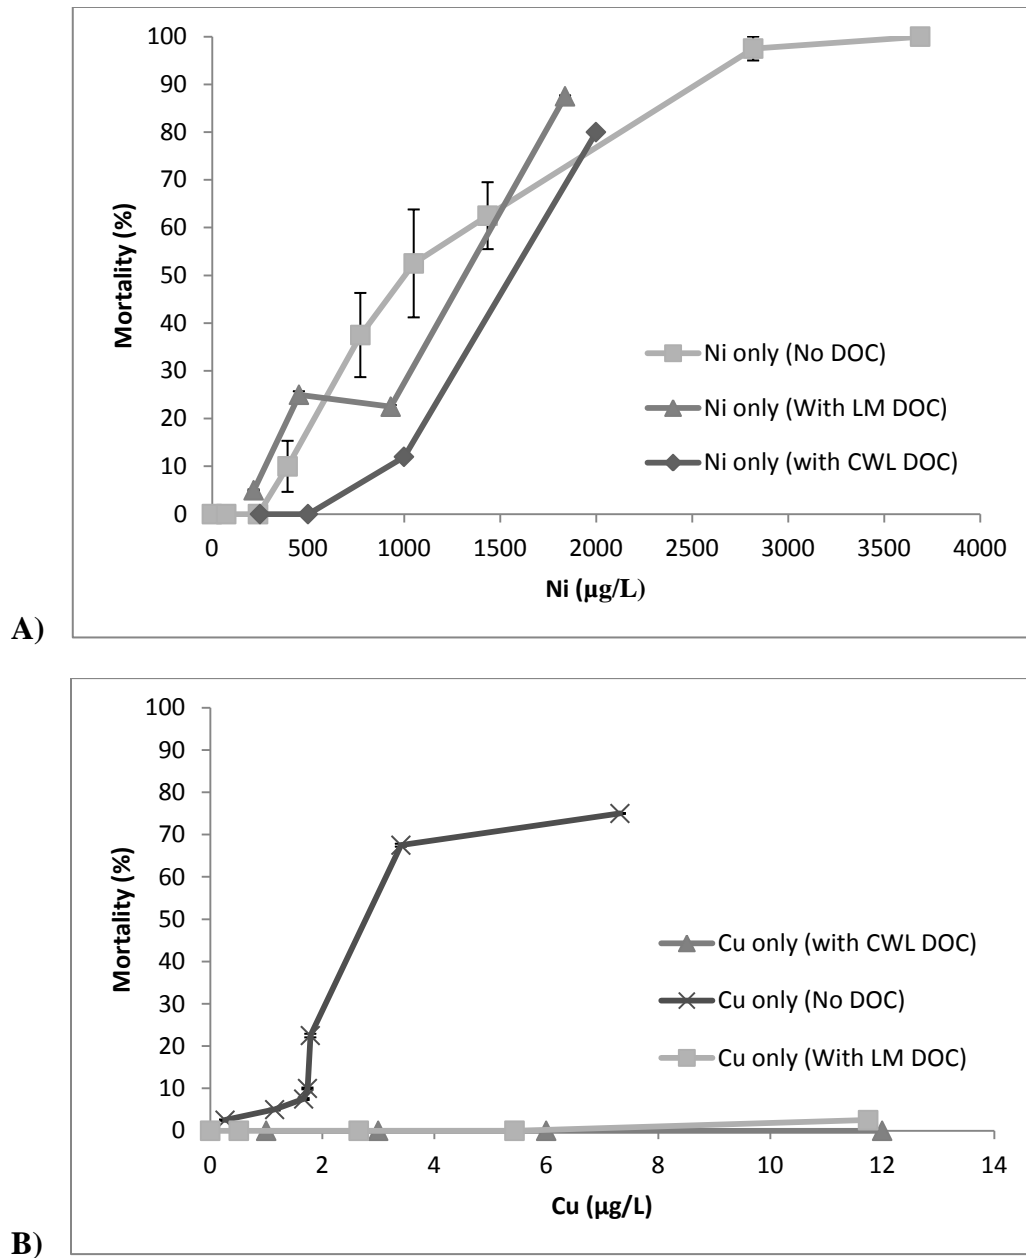 100
90
80
70
60
50
40
30
20
10
0
Mortality (%)
Ni only (No DOC)
Ni only (With LM DOC)
Ni only (with CWL DOC)
0 500 1000 1500 2000 2500 3000 3500 4000
Ni (µg/L)
A)
100
90
80
70
60
50
40
30
20
10
0
Mortality (%)
Cu only (with CWL DOC)
Cu only (No DOC)
Cu only (With LM DOC)
0 2 4 6 8 10 12 14
Cu (µg/L)
B)